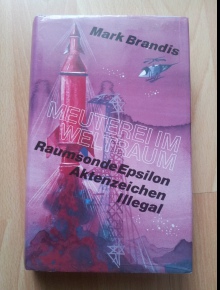 Mark Brandis
MEUTEREI IM
WELTRAUM
Raumsonde Epsilon
Aktenzeichen
Illegal